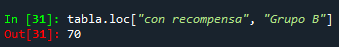 In [31]: tabla.loc["con recompensa", "Grupo B"]
Out[31]: 70